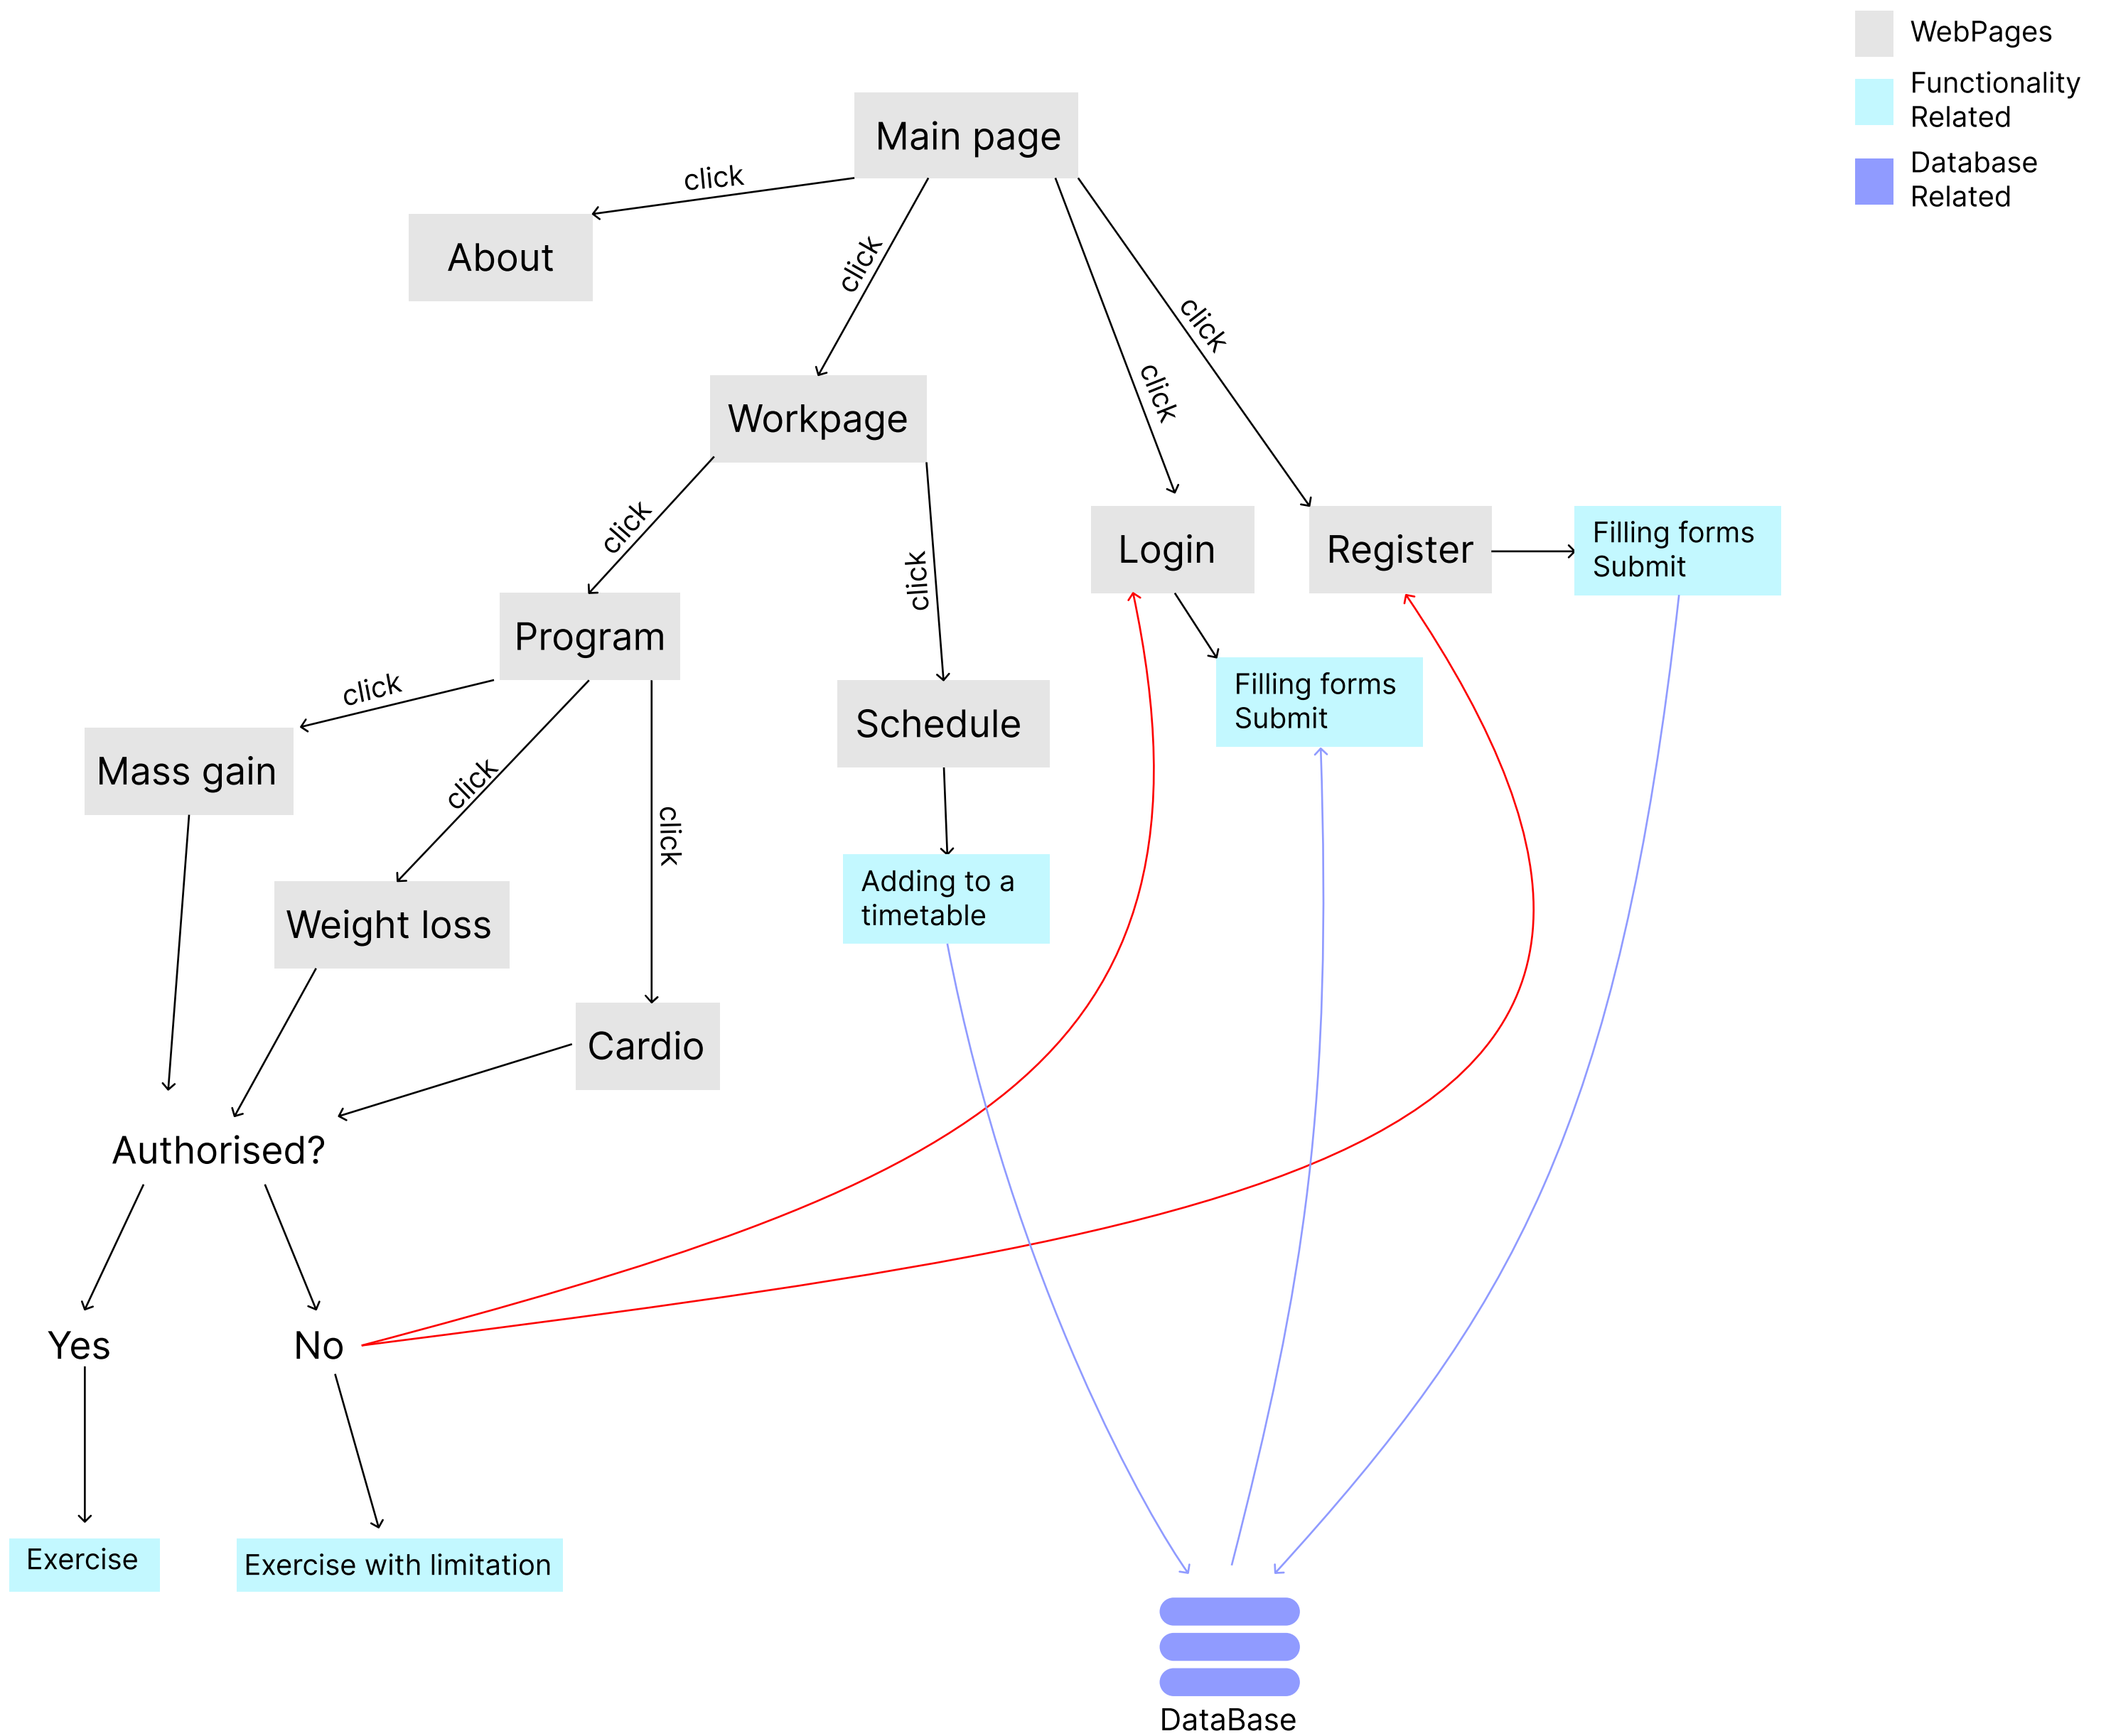 WebPages
Functionality
Related
Database
Related
Main page
click
About
click
click
click
Workpage
click
click
Login
Register
Filling forms
Submit
Program
click
Filling forms
Submit
Schedule
Mass gain
click
click
Adding to a
timetable
Weight loss
Cardio
Authorised?
Yes
No
Exercise
Exercise with limitation
DataBase